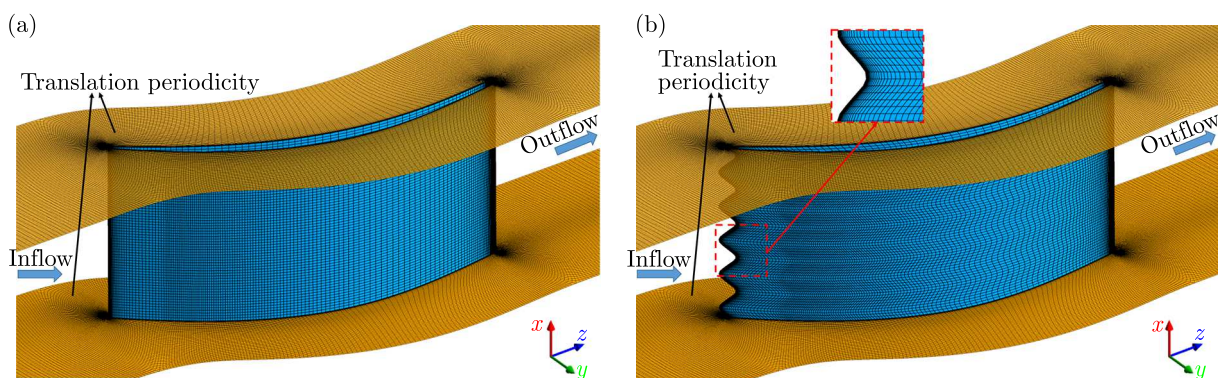 (a)
Translation periodicity
Outflow
Inflow
x
z
y
(b)
Translation
periodicity
Outflow
Inflow
x
z
y